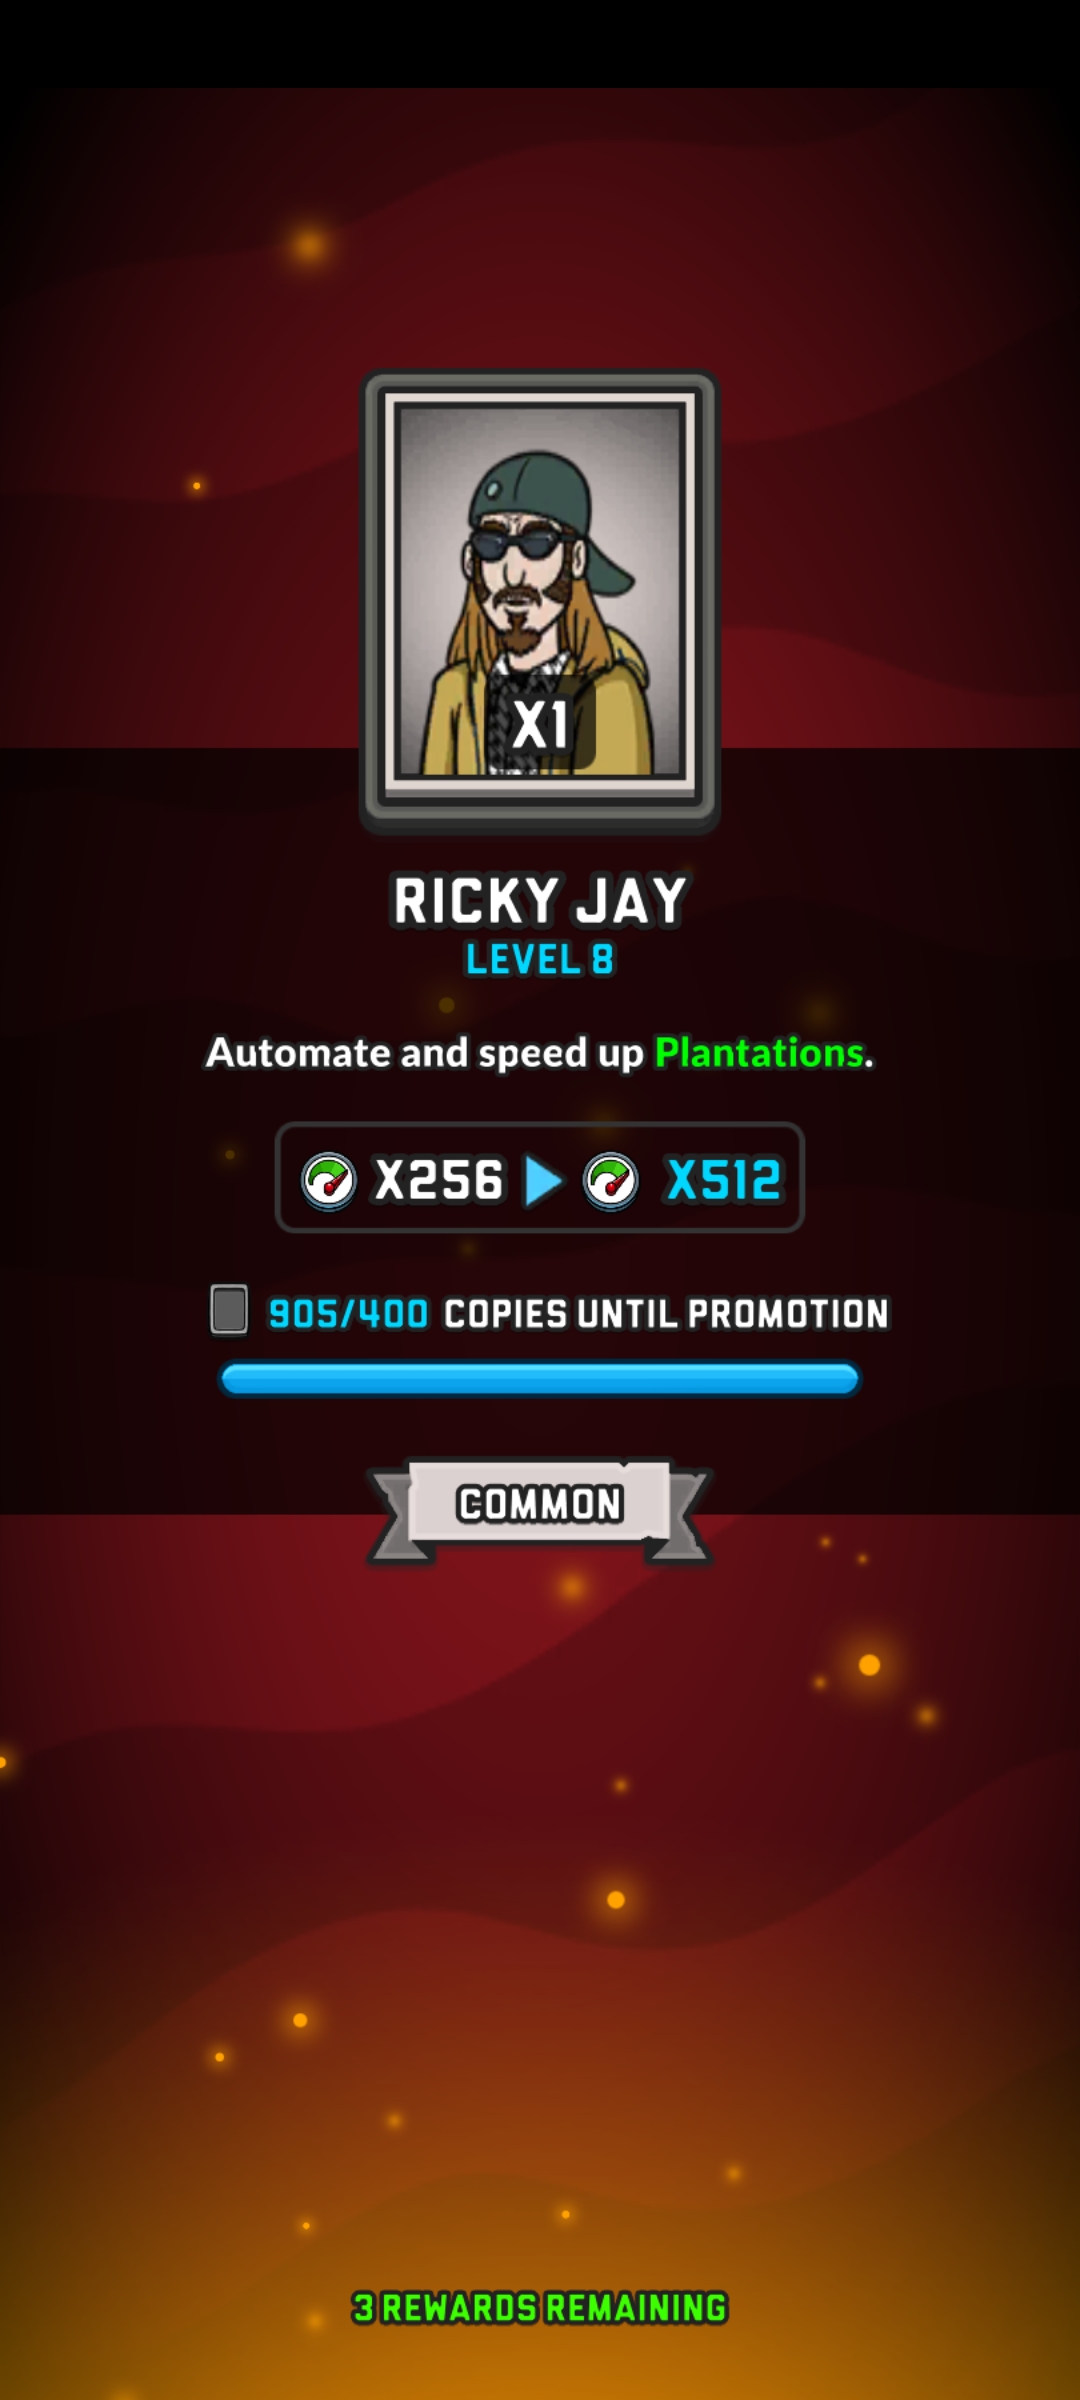 X1
RICKY JAY
LEVEL 8
Automate and speed up Plantations.
X256 X512
905/400 COPIES UNTIL PROMOTION
COMMON
3 REWARDS REMAINING